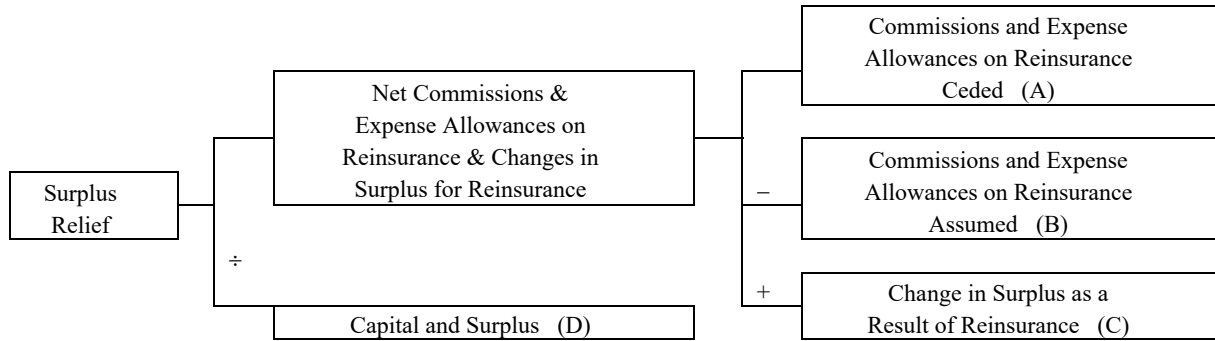 Surplus
Relief
Net Commissions &
Expense Allowances on
Reinsurance & Changes in
Surplus for Reinsurance
÷
Capital and Surplus (D)
Commissions and Expense
Allowances on Reinsurance
Ceded (A)
–
Commissions and Expense
Allowances on Reinsurance
Assumed (B)
+
Change in Surplus as a
Result of Reinsurance (C)